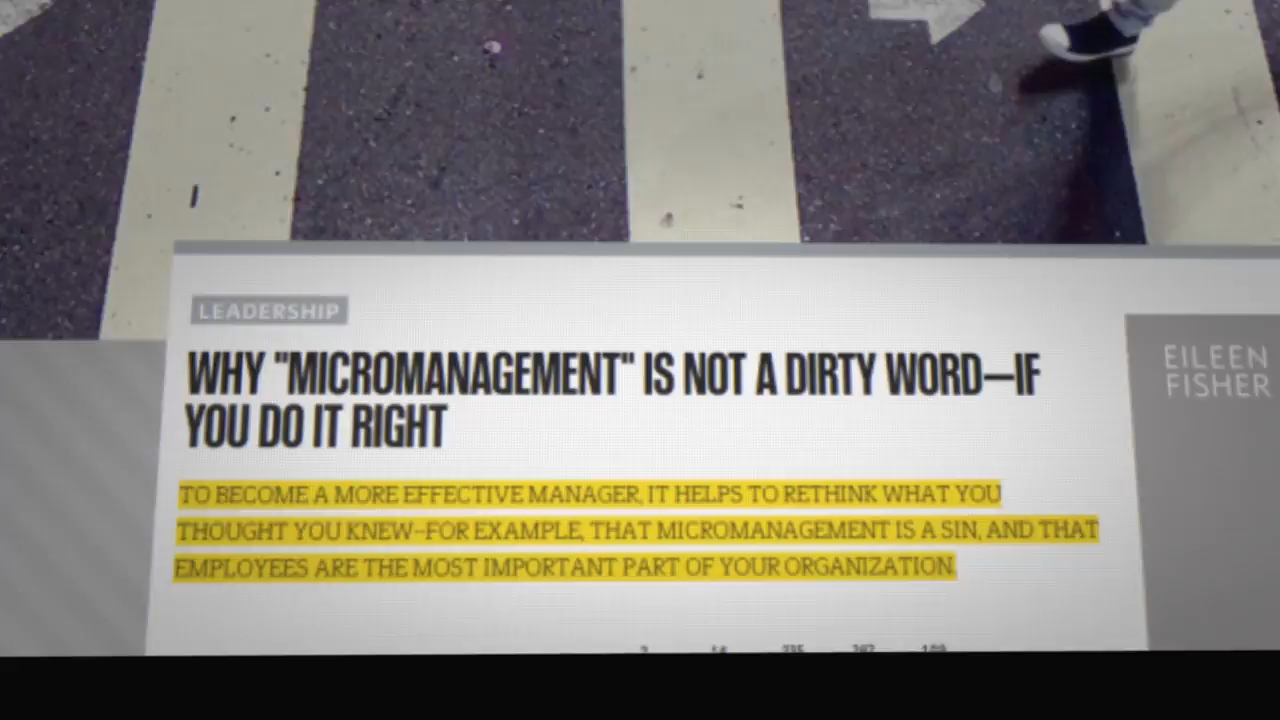 LEADERSHIP
WHY "MICROMANAGEMENT" IS NOT A DIRTY WORD—IF
YOU DO IT RIGHT
EILEEN
FISHER
TO BECOME A MORE EFFECTIVE MANAGER, IT HELPS TO RETHINK WHAT YOU
THOUGHT YOU KNEW–FOR EXAMPLE, THAT MICROMANAGEMENT IS A SIN, AND THAT
EMPLOYEES ARE THE MOST IMPORTANT PART OF YOUR ORGANIZATION.